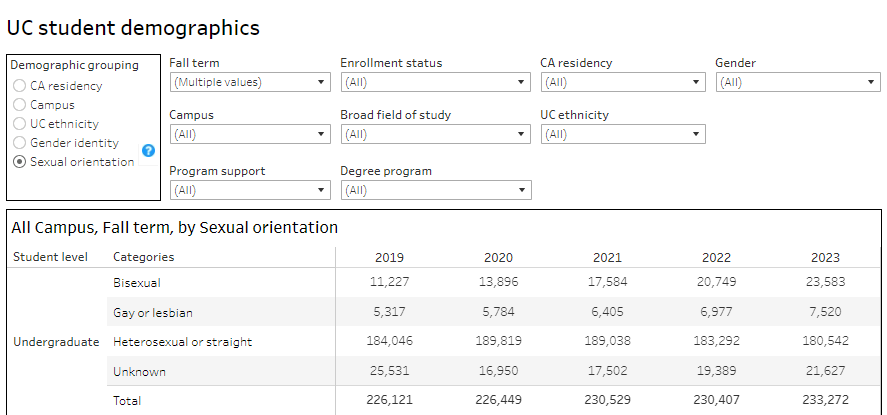 UC student demographics
Demographic grouping
CA residency
Campus
UC ethnicity
Gender identity
Sexual orientation
?
Fall term Enrollment status CA residency Gender
(Multiple values) (All) (All) (All)
Campus Broad field of study UC ethnicity
(All) (All) (All)
Program support Degree program
(All) (All)
All Campus, Fall term, by Sexual orientation
Student level Categories 2019 2020 2021 2022 2023
Bisexual 11,227 13,896 17,584 20,749 23,583
Gay or lesbian 5,317 5,784 6,405 6,977 7,520
Undergraduate Heterosexual or straight 184,046 189,819 189,038 183,292 180,542
Unknown 25,531 16,950 17,502 19,389 21,627
Total 226,121 226,449 230,529 230,407 233,272